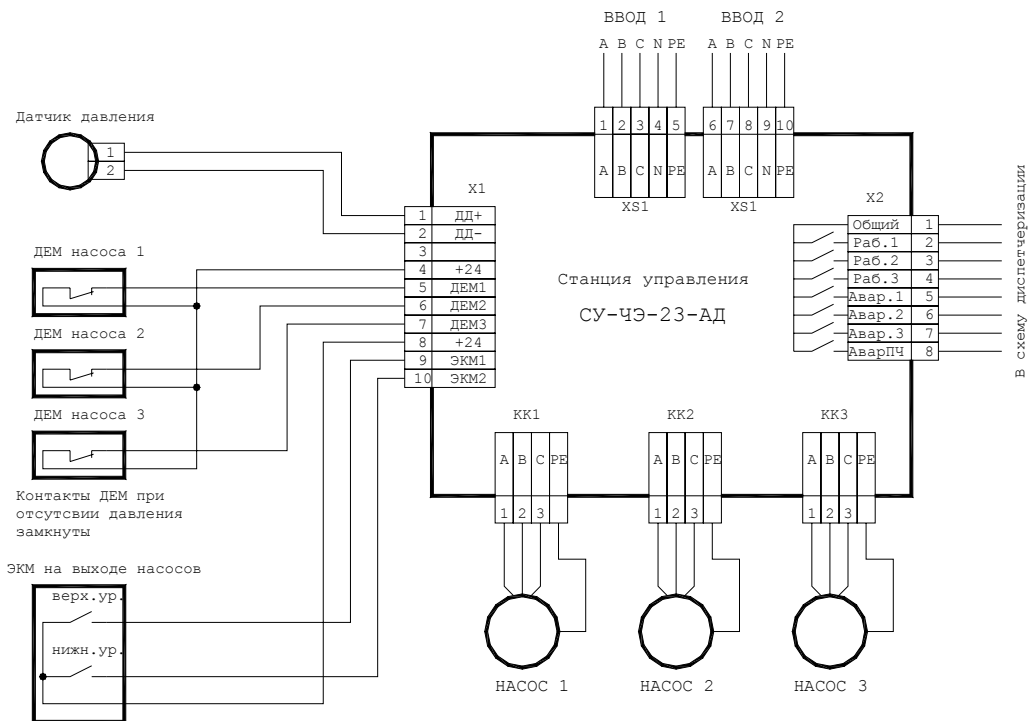 ВВОД 1 ВВОД 2
A B C N PE A B C N PE
1 2 3 4 5 6 7 8 9 10
A B C N PE A B C N PE
XS1 XS1
Датчик давления
1
2
X1
1 ДД+
2 ДД-
3
4 +24
5 ДЕМ1
6 ДЕМ2
7 ДЕМ3
8 +24
9 ЭКМ1
10 ЭКМ2
ДЕМ насоса 1
ДЕМ насоса 2
ДЕМ насоса 3
Контакты ДЕМ при
отсутсвии давления
замкнуты
ЭКМ на выходе насосов
верх.ур.
нижн.ур.
Станция управления
СУ-ЧЭ-23-АД
X2
Общий 1
Раб.1 2
Раб.2 3
Раб.3 4
Авар.1 5
Авар.2 6
Авар.3 7
АварПЧ 8
в схему диспетчеризации
КК1 КК2 КК3
A B C PE A B C PE A B C PE
1 2 3 1 2 3 1 2 3
НАСОС 1 НАСОС 2 НАСОС 3